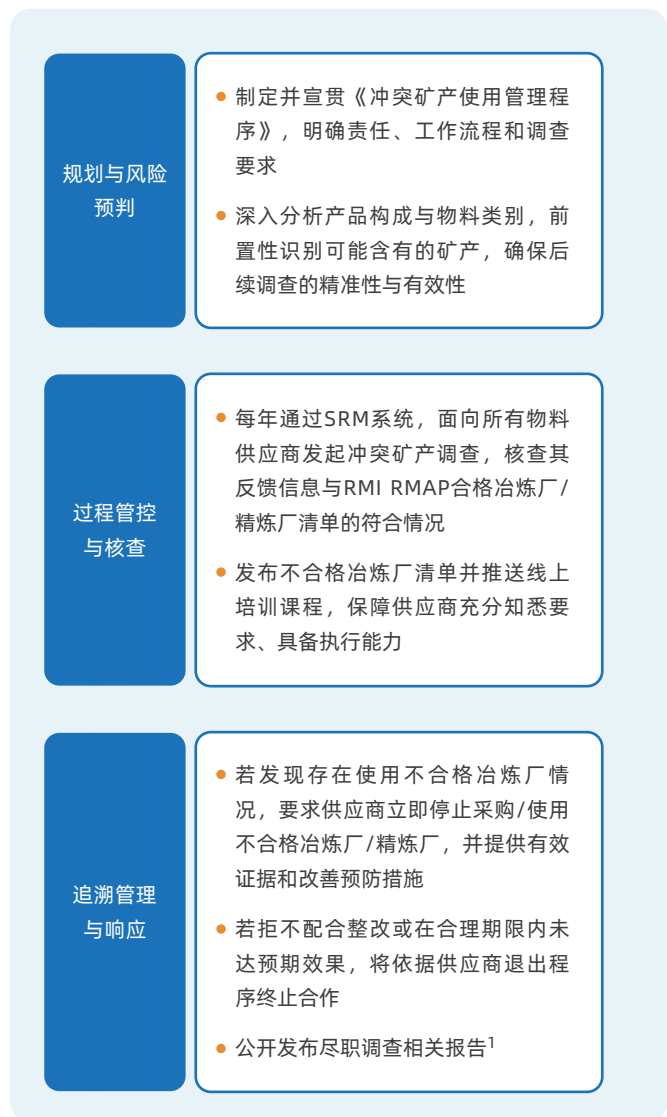 规划与风险
预判
制定并宣贯《冲突矿产使用管理程
序》，明确责任、工作流程和调查
要求
深入分析产品构成与物料类别，前
置性识别可能含有的矿产，确保后
续调查的精准性与有效性
过程管控
与核查
每年通过SRM系统，面向所有物料
供应商发起冲突矿产调查，核查其
反馈信息与RMI RMAP合格冶炼厂/
精炼厂清单的符合情况
发布不合格冶炼厂清单并推送线上
培训课程，保障供应商充分知悉要
求、具备执行能力
追溯管理
与响应
若发现存在使用不合格冶炼厂情
况，要求供应商立即停止采购/使用
不合格冶炼厂/精炼厂，并提供有效
证据和改善预防措施
若拒不配合整改或在合理期限内未
达预期效果，将依据供应商退出程
序终止合作
公开发布尽职调查相关报告1